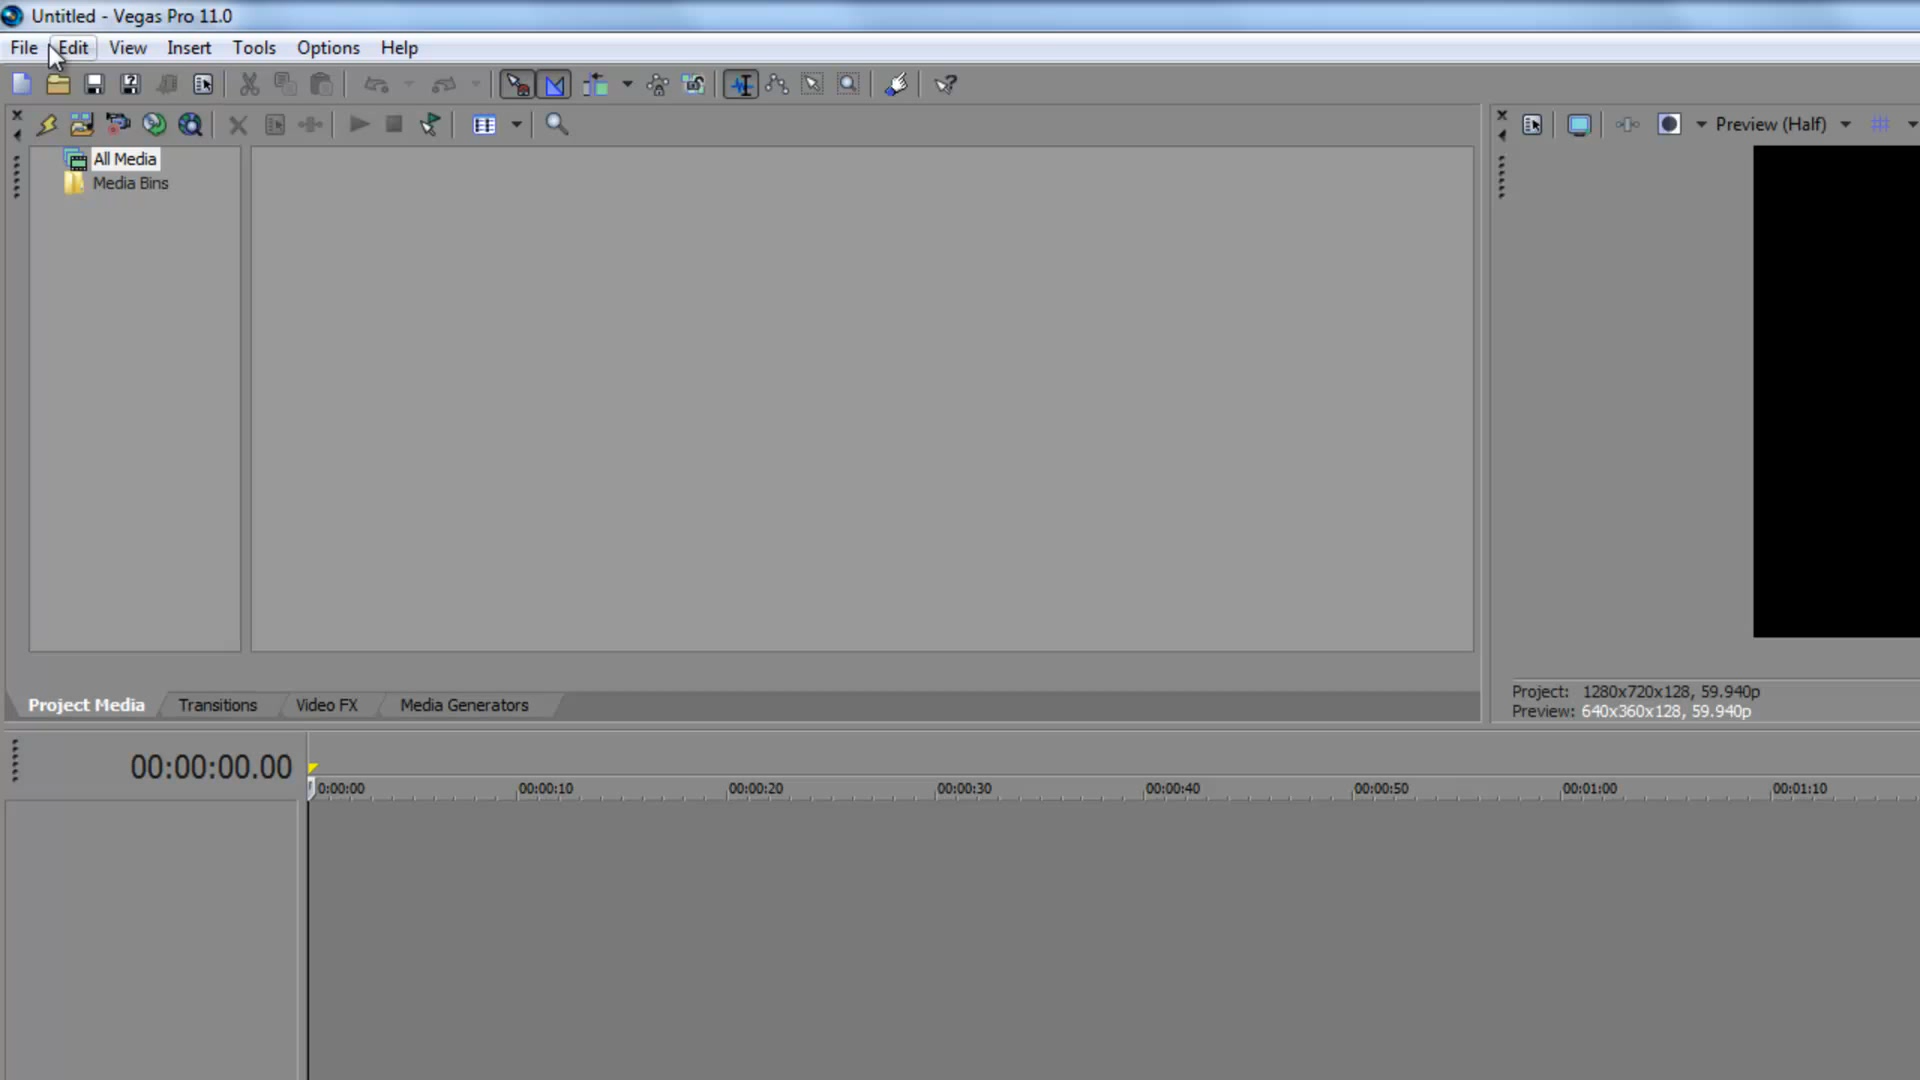 Untitled - Vegas Pro 11.0
File Edit View Insert Tools Options Help
Preview (Half)
All Media
Media Bins
Project Media Transitions Video FX Media Generators
Project: 1280x720x128, 59.940p
Preview: 640x360x128, 59.940p
00:00:00.00
0:00:00 00:00:10 00:00:20 00:00:30 00:00:40 00:00:50 00:01:00 00:01:10